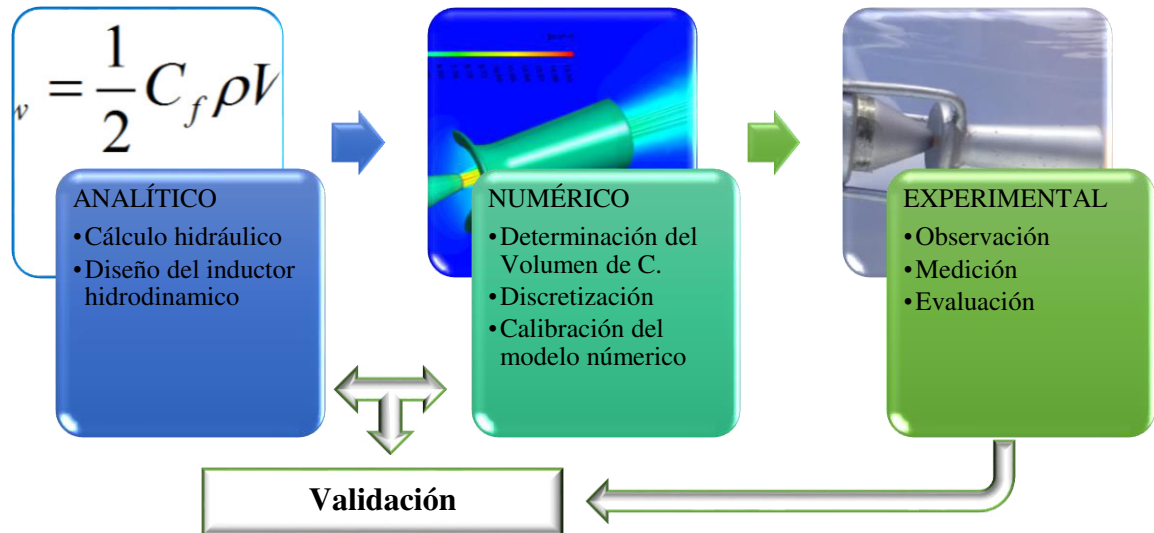 w = 1/2 C_f ρV
ANALÍTICO
•Cálculo hidráulico
•Diseño del inductor
hidrodinamico
NUMÉRICO
•Determinación del
Volumen de C.
•Discretización
•Calibración del
modelo númerico
EXPERIMENTAL
•Observación
•Medición
•Evaluación
Validación